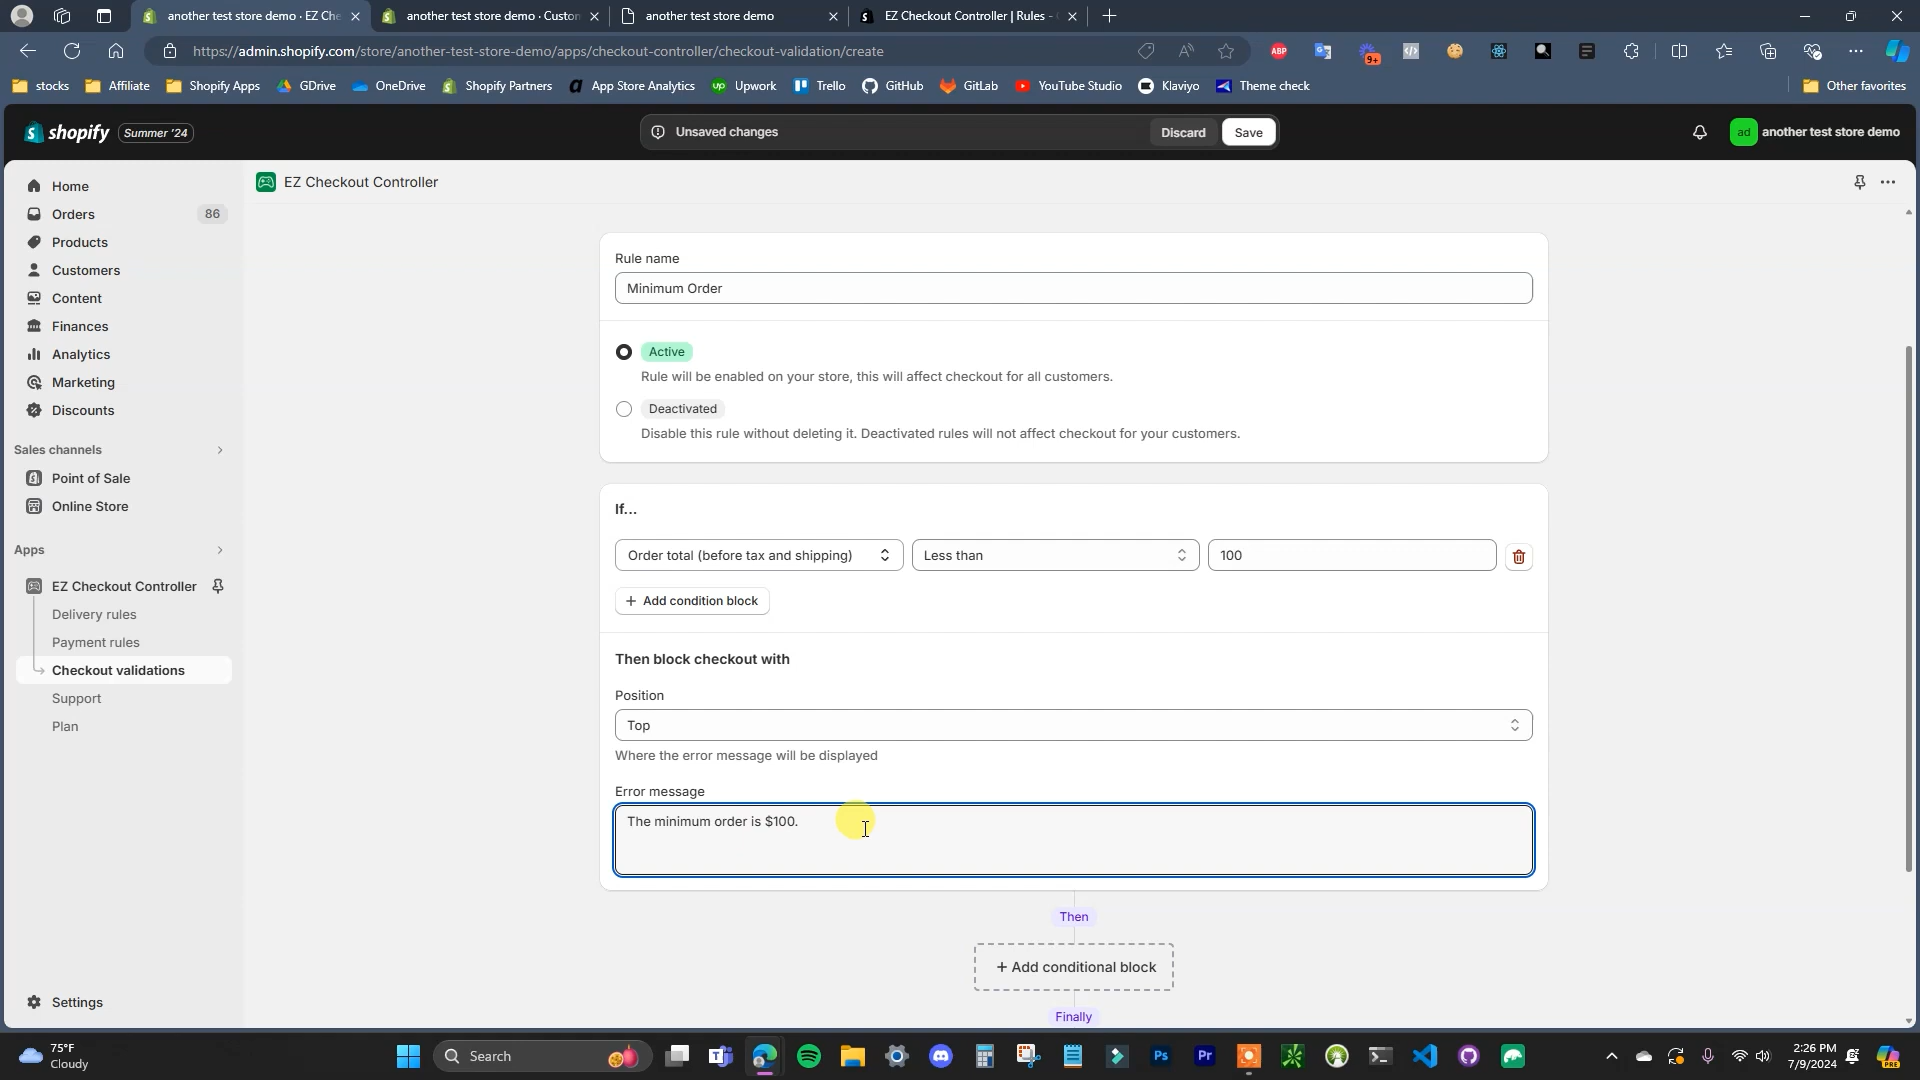 another test store demo · EZ Che
another test store demo · Custon
another test store demo
EZ Checkout Controller | Rules -
https://admin.shopify.com/store/another-test-store-demo/apps/checkout-controller/checkout-validation/create
ABP
9+
stocks
Affiliate
Shopify Apps
GDrive
OneDrive
Shopify Partners
App Store Analytics
Upwork
Trello
GitHub
GitLab
YouTube Studio
Klaviyo
Theme check
Other favorites
shopify
Summer '24
Unsaved changes
Discard
Save
ad
another test store demo
Home
Orders
86
Products
Customers
Content
Finances
Analytics
Marketing
Discounts
Sales channels
Point of Sale
Online Store
Apps
EZ Checkout Controller
Delivery rules
Payment rules
Checkout validations
Support
Plan
Settings
EZ Checkout Controller
Rule name
Minimum Order
Active
Rule will be enabled on your store, this will affect checkout for all customers.
Deactivated
Disable this rule without deleting it. Deactivated rules will not affect checkout for your customers.
If...
Order total (before tax and shipping)
Less than
100
+ Add condition block
Then block checkout with
Position
Top
Where the error message will be displayed
Error message
The minimum order is $100.
Then
+ Add conditional block
Finally
75°F
Cloudy
Search
Ps
Pr
2:26 PM
7/9/2024
PRE